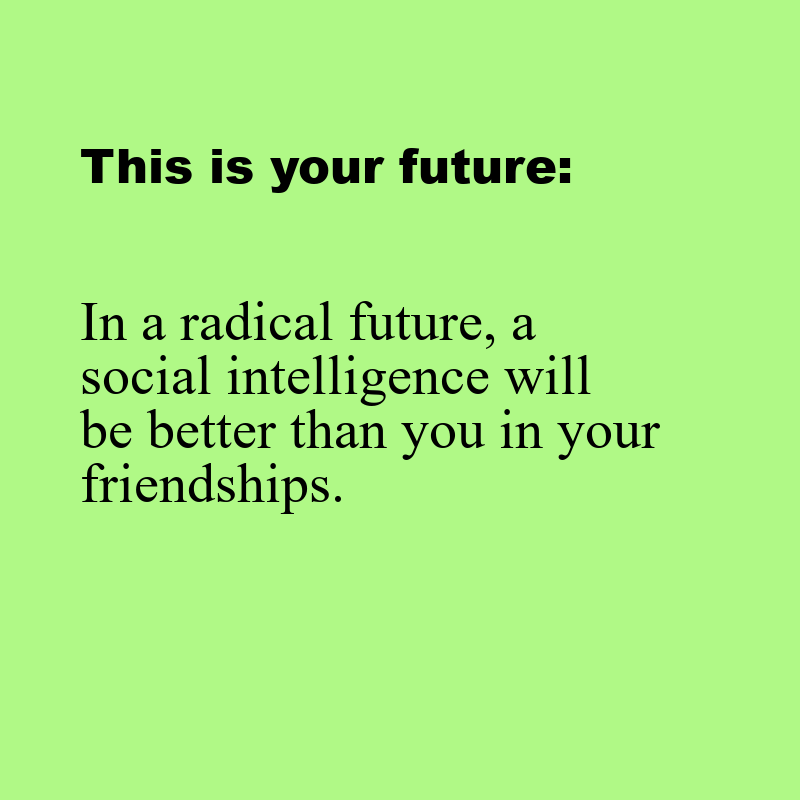 This is your future:
In a radical future, a
social intelligence will
be better than you in your
friendships.